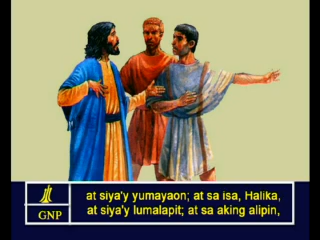 at siya'y yumayaon; at sa isa, Halika,
at siya'y lumalapit; at sa aking alipin,
GNP